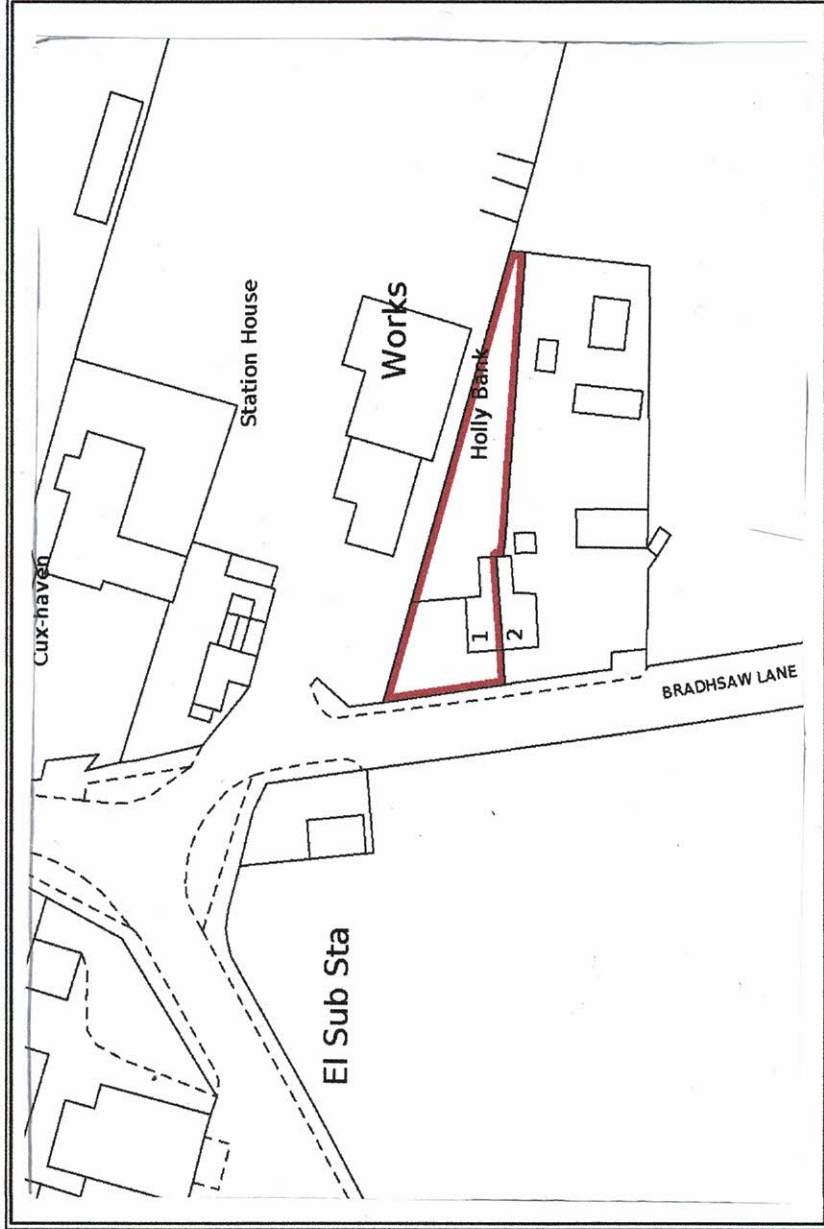 Cux-haven
Station House
Works
Holly Bank
1
2
BRADHSAW LANE
El Sub Sta